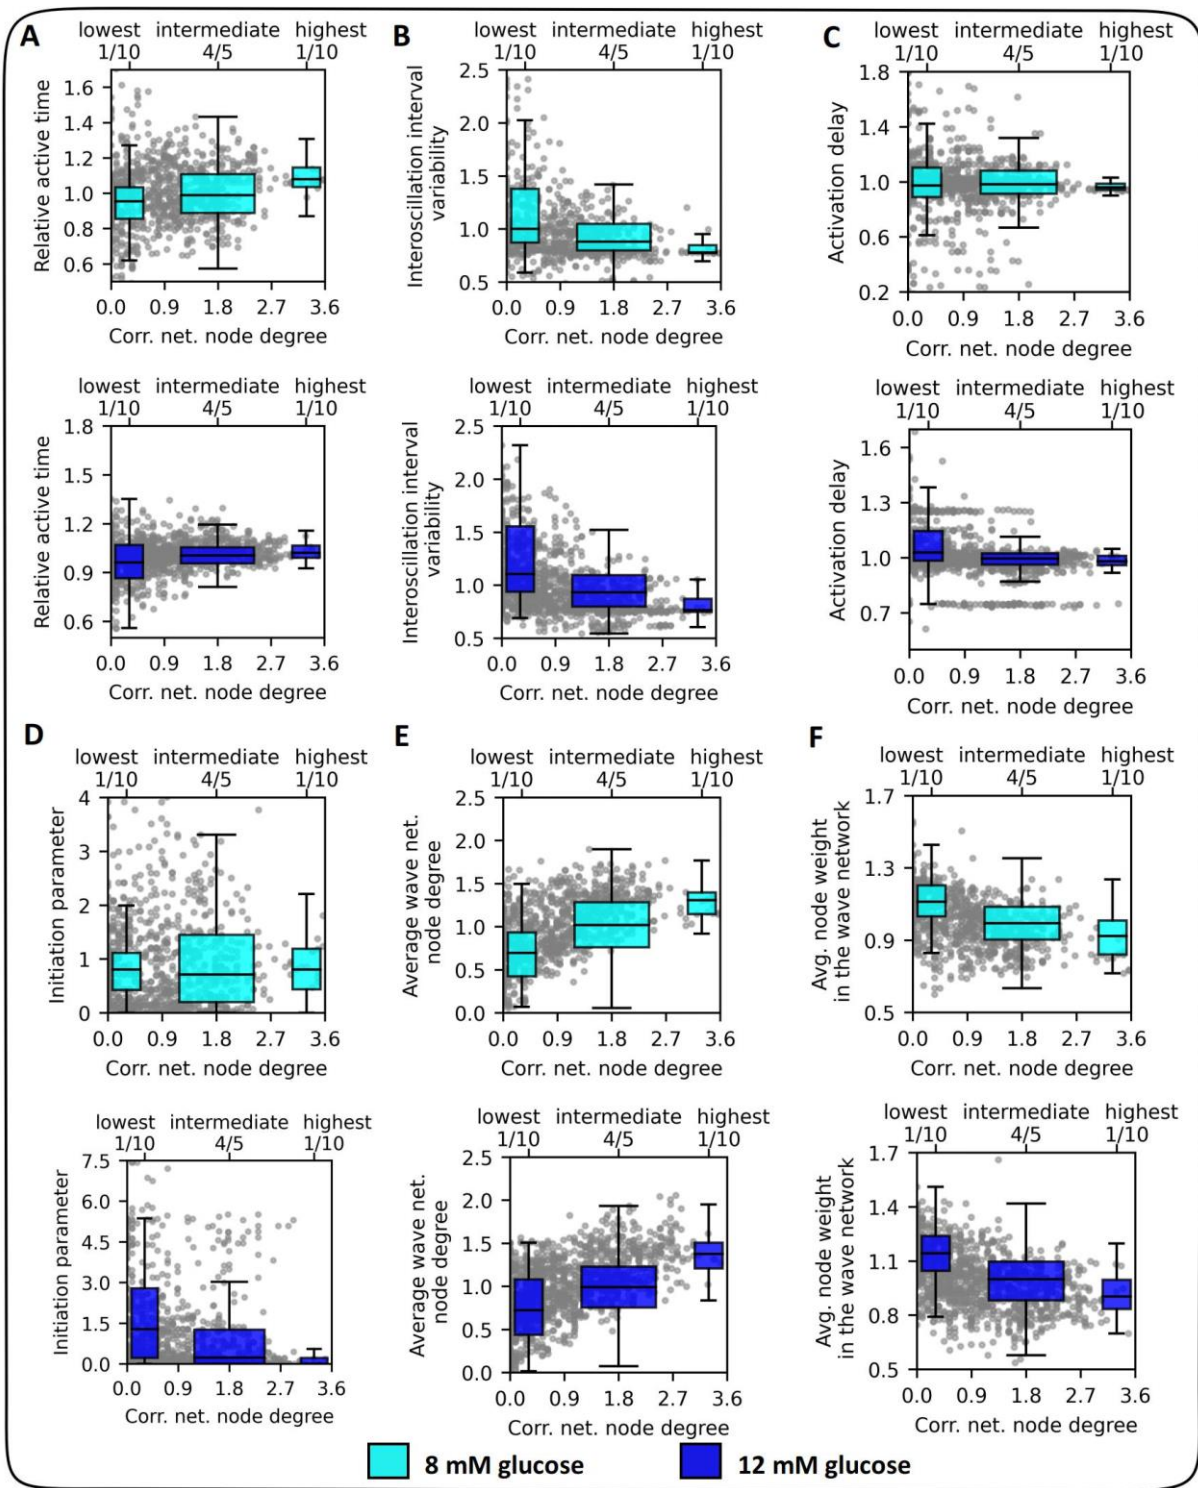 A
lowest intermediate highest
1/10 4/5 1/10
Relative active time
1.6
1.4
1.2
1.0
0.8
0.6
0.0 0.9 1.8 2.7 3.6
Corr. net. node degree
B
lowest intermediate highest
1/10 4/5 1/10
Interoscillation interval
variability
2.5
2.0
1.5
1.0
0.5
0.0 0.9 1.8 2.7 3.6
Corr. net. node degree
C
lowest intermediate highest
1/10 4/5 1/10
Activation delay
1.8
1.4
1.0
0.6
0.2
0.0 0.9 1.8 2.7 3.6
Corr. net. node degree
lowest intermediate highest
1/10 4/5 1/10
Relative active time
1.8
1.5
1.2
0.9
0.6
0.0 0.9 1.8 2.7 3.6
Corr. net. node degree
lowest intermediate highest
1/10 4/5 1/10
Interoscillation interval
variability
2.5
2.0
1.5
1.0
0.5
0.0 0.9 1.8 2.7 3.6
Corr. net. node degree
lowest intermediate highest
1/10 4/5 1/10
Activation delay
1.6
1.3
1.0
0.7
0.0 0.9 1.8 2.7 3.6
Corr. net. node degree
D
lowest intermediate highest
1/10 4/5 1/10
Initiation parameter
4
3
2
1
0
0.0 0.9 1.8 2.7 3.6
Corr. net. node degree
E
lowest intermediate highest
1/10 4/5 1/10
Average wave net.
node degree
2.5
2.0
1.5
1.0
0.5
0.0
0.0 0.9 1.8 2.7 3.6
Corr. net. node degree
F
lowest intermediate highest
1/10 4/5 1/10
Avg. node weight
in the wave network
1.7
1.3
0.9
0.5
0.0 0.9 1.8 2.7 3.6
Corr. net. node degree
lowest intermediate highest
1/10 4/5 1/10
Initiation parameter
7.5
6.0
4.5
3.0
1.5
0.0
0.0 0.9 1.8 2.7 3.6
Corr. net. node degree
lowest intermediate highest
1/10 4/5 1/10
Average wave net.
node degree
2.5
2.0
1.5
1.0
0.5
0.0
0.0 0.9 1.8 2.7 3.6
Corr. net. node degree
lowest intermediate highest
1/10 4/5 1/10
Avg. node weight
in the wave network
1.7
1.4
1.1
0.8
0.5
0.0 0.9 1.8 2.7 3.6
Corr. net. node degree
8 mM glucose
12 mM glucose